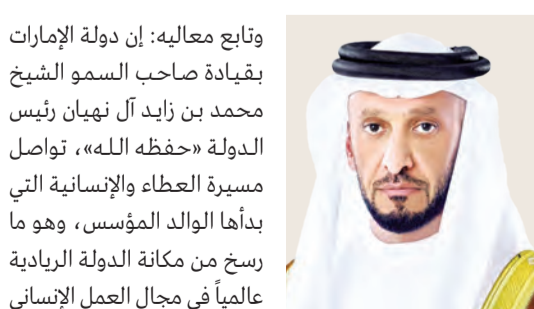 وتابع معاليه: إن دولة الإمارات
بقيادة صاحب السمو الشيخ
محمد بن زايد آل نهيان رئيس
الدولة «حفظه الله»، تواصل
مسيرة العطاء والإنسانية التي
بدأها الوالد المؤسس، وهو ما
رسخ من مكانة الدولة الريادية
عالمياً في مجال العمل الإنساني